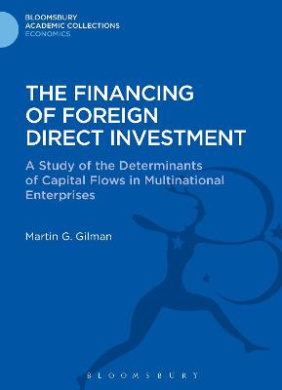 BLOOMSBURY
ACADEMIC COLLECTIONS
ECONOMICS
THE FINANCING
OF FOREIGN
DIRECT INVESTMENT
A Study of the Determinants
of Capital Flows in Multinational
Enterprises
Martin G. Gilman
BLOOMSBURY